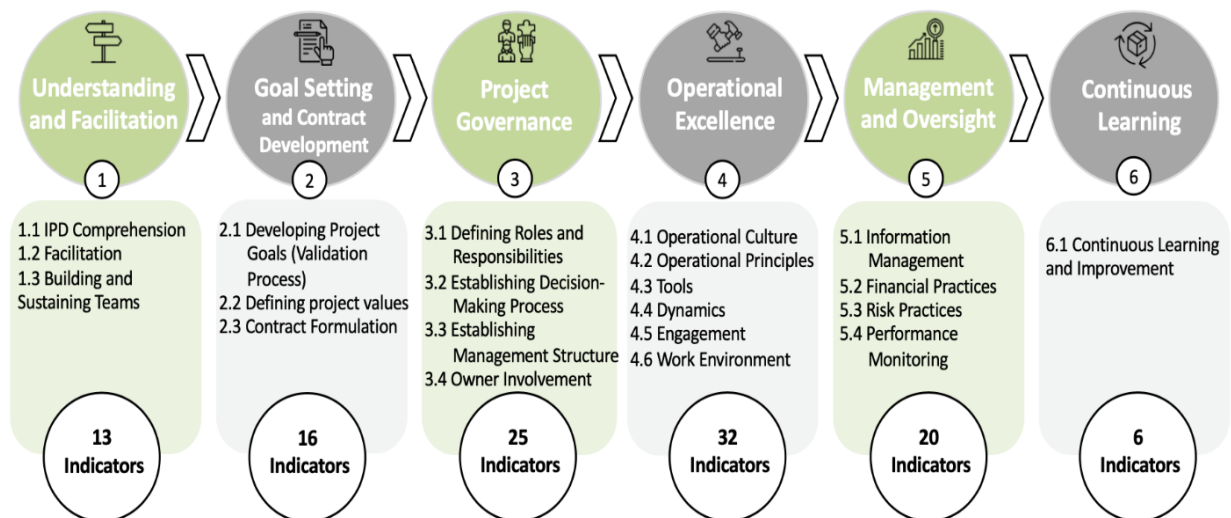 Understanding
and Facilitation
1
1.1 IPD Comprehension
1.2 Facilitation
1.3 Building and
Sustaining Teams
13
Indicators
Goal Setting
and Contract
Development
2
2.1 Developing Project
Goals (Validation
Process)
2.2 Defining project values
2.3 Contract Formulation
16
Indicators
Project
Governance
3
3.1 Defining Roles and
Responsibilities
3.2 Establishing Decision-
Making Process
3.3 Establishing
Management Structure
3.4 Owner Involvement
25
Indicators
Operational
Excellence
4
4.1 Operational Culture
4.2 Operational Principles
4.3 Tools
4.4 Dynamics
4.5 Engagement
4.6 Work Environment
32
Indicators
Management
and Oversight
5
5.1 Information
Management
5.2 Financial Practices
5.3 Risk Practices
5.4 Performance
Monitoring
20
Indicators
Continuous
Learning
6
6.1 Continuous Learning
and Improvement
6
Indicators